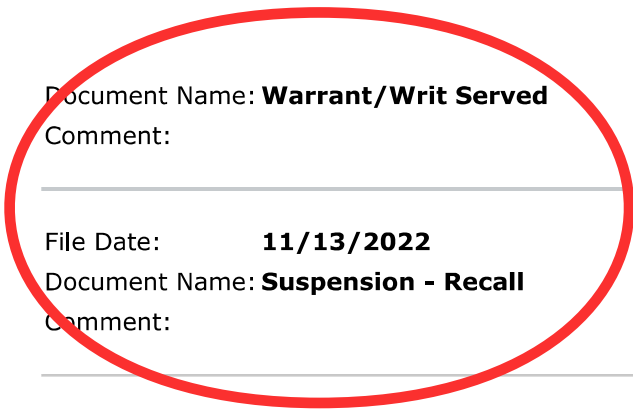 Document Name: Warrant/Writ Served
Comment:
File Date: 11/13/2022
Document Name: Suspension - Recall
Comment: